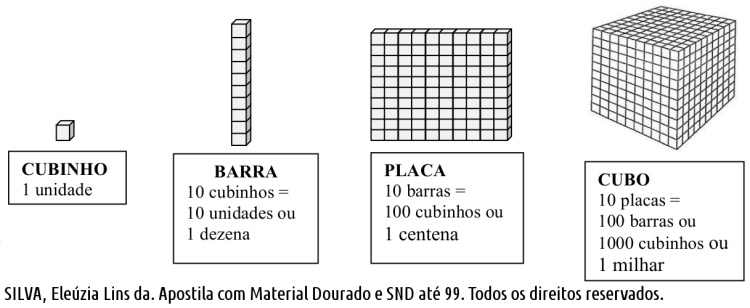 CUBINHO
1 unidade
BARRA
10 cubinhos =
10 unidades ou
1 dezena
PLACA
10 barras =
100 cubinhos ou
1 centena
CUBO
10 placas =
100 barras ou
1000 cubinhos ou
1 milhar
SILVA, Eleúzia Lins da. Apostila com Material Dourado e SND até 99. Todos os direitos reservados.